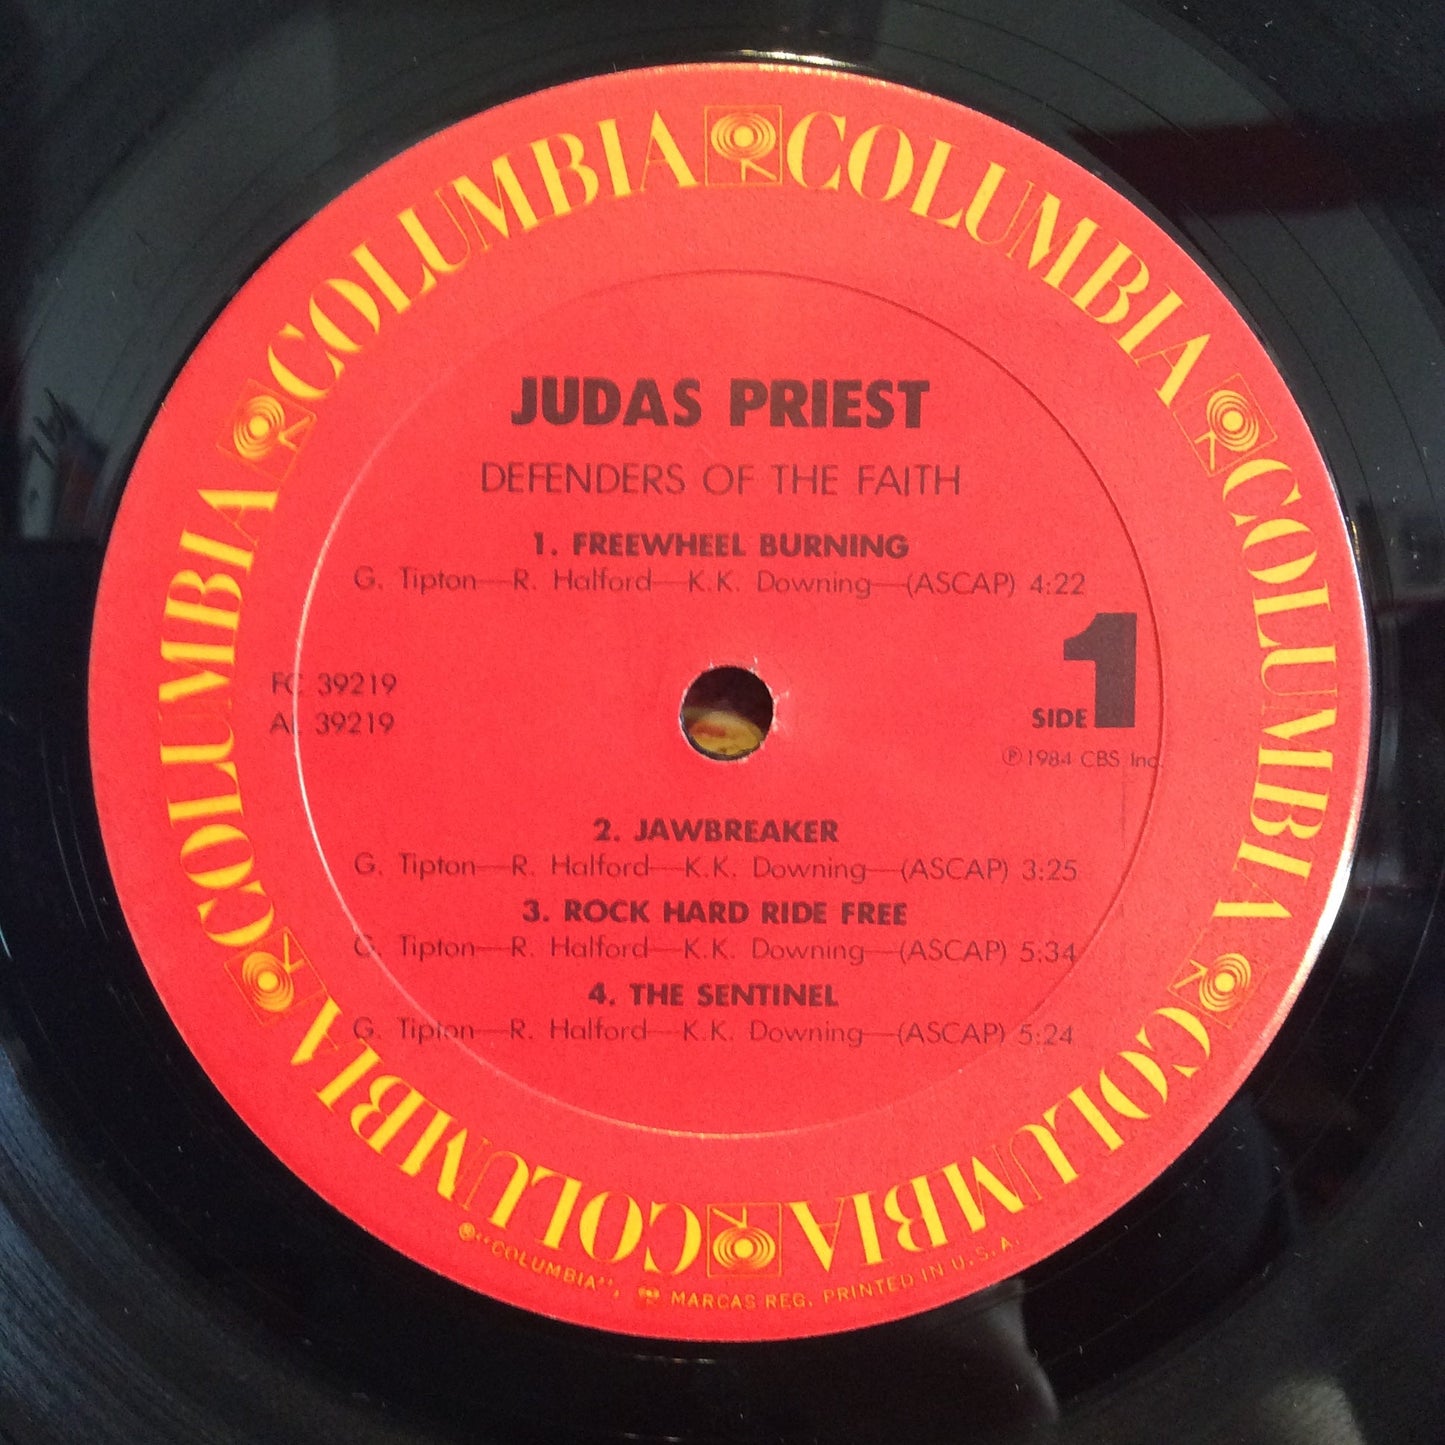 COLUMBIA COLUMBIA COLUMBIA COLUMBIA COLUMBIA COLUMBIA
JUDAS PRIEST
DEFENDERS OF THE FAITH
1. FREEWHEEL BURNING
G. Tipton—R. Halford—K.K. Downing—(ASCAP) 4:22
FC 39219
AL 39219
SIDE 1
℗1984 CBS Inc.
2. JAWBREAKER
G. Tipton—R. Halford—K.K. Downing—(ASCAP) 3:25
3. ROCK HARD RIDE FREE
G. Tipton—R. Halford—K.K. Downing—(ASCAP) 5:34
4. THE SENTINEL
G. Tipton—R. Halford—K.K. Downing—(ASCAP) 5:24
®"COLUMBIA", MARCAS REG. PRINTED IN U.S.A.